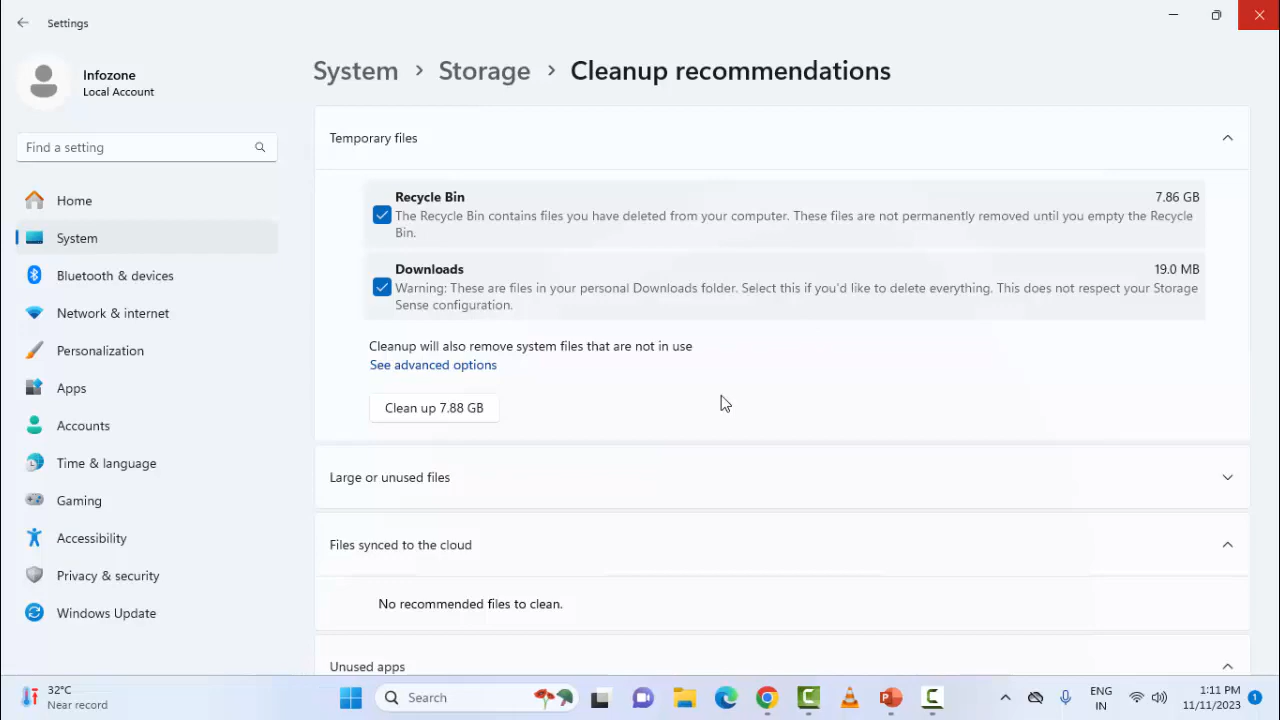 Settings
Infozone
Local Account
Find a setting
Home
System
Bluetooth & devices
Network & internet
Personalization
Apps
Accounts
Time & language
Gaming
Accessibility
Privacy & security
Windows Update
System > Storage > Cleanup recommendations
Temporary files
Recycle Bin 7.86 GB
The Recycle Bin contains files you have deleted from your computer. These files are not permanently removed until you empty the Recycle
Bin.
Downloads 19.0 MB
Warning: These are files in your personal Downloads folder. Select this if you'd like to delete everything. This does not respect your Storage
Sense configuration.
Cleanup will also remove system files that are not in use
See advanced options
Clean up 7.88 GB
Large or unused files
Files synced to the cloud
No recommended files to clean.
Unused apps
32°C
Near record
Search
ENG
IN
1:11 PM
11/11/2023
1